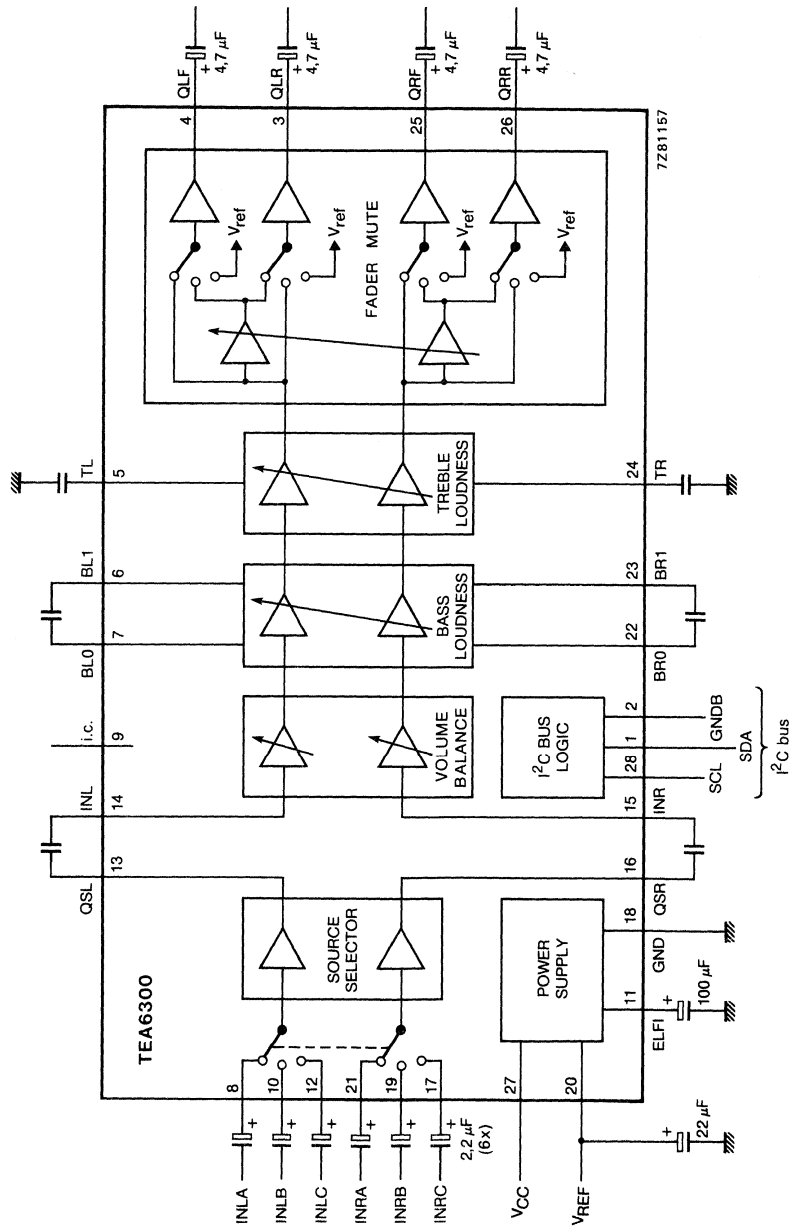 QLF
4
+
4,7 μF
QLR
3
+
4,7 μF
QRF
25
+
4,7 μF
QRR
26
+
4,7 μF
7Z81157
Vref
Vref
Vref
Vref
FADER MUTE
TL
5
24
TR
TREBLE
LOUDNESS
BL1
6
7
BL0
BASS
LOUDNESS
23
BR1
22
BR0
i.c.
9
VOLUME
BALANCE
INL
14
13
QSL
15
INR
16
QSR
I²C BUS
LOGIC
2
GNDB
1
SDA
28
SCL
I²C bus
SOURCE
SELECTOR
TEA6300
POWER
SUPPLY
18
GND
11
ELFI
+
100 μF
INLA
+
8
INLB
+
10
INLC
+
12
INRA
+
21
INRB
+
19
INRC
+
17
2,2 μF
(6x)
VCC
27
VREF
20
+
22 μF